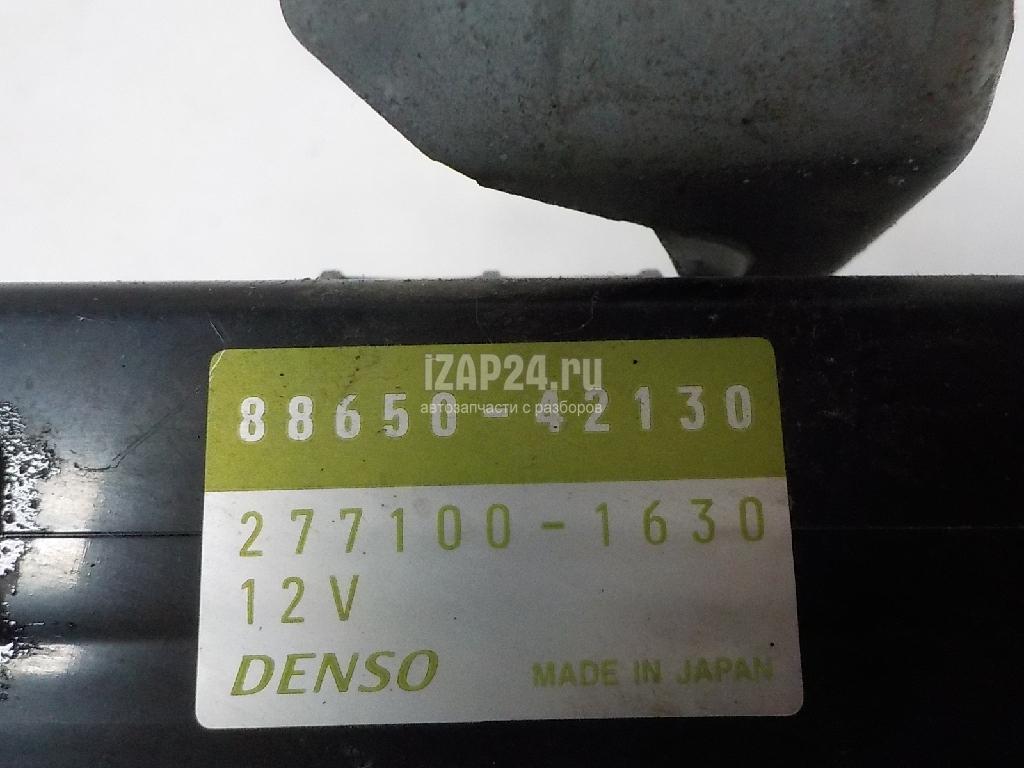 iZAP24.ru
автозапчасти с разборов
88650-42130
277100-1630
12V
DENSO
MADE IN JAPAN